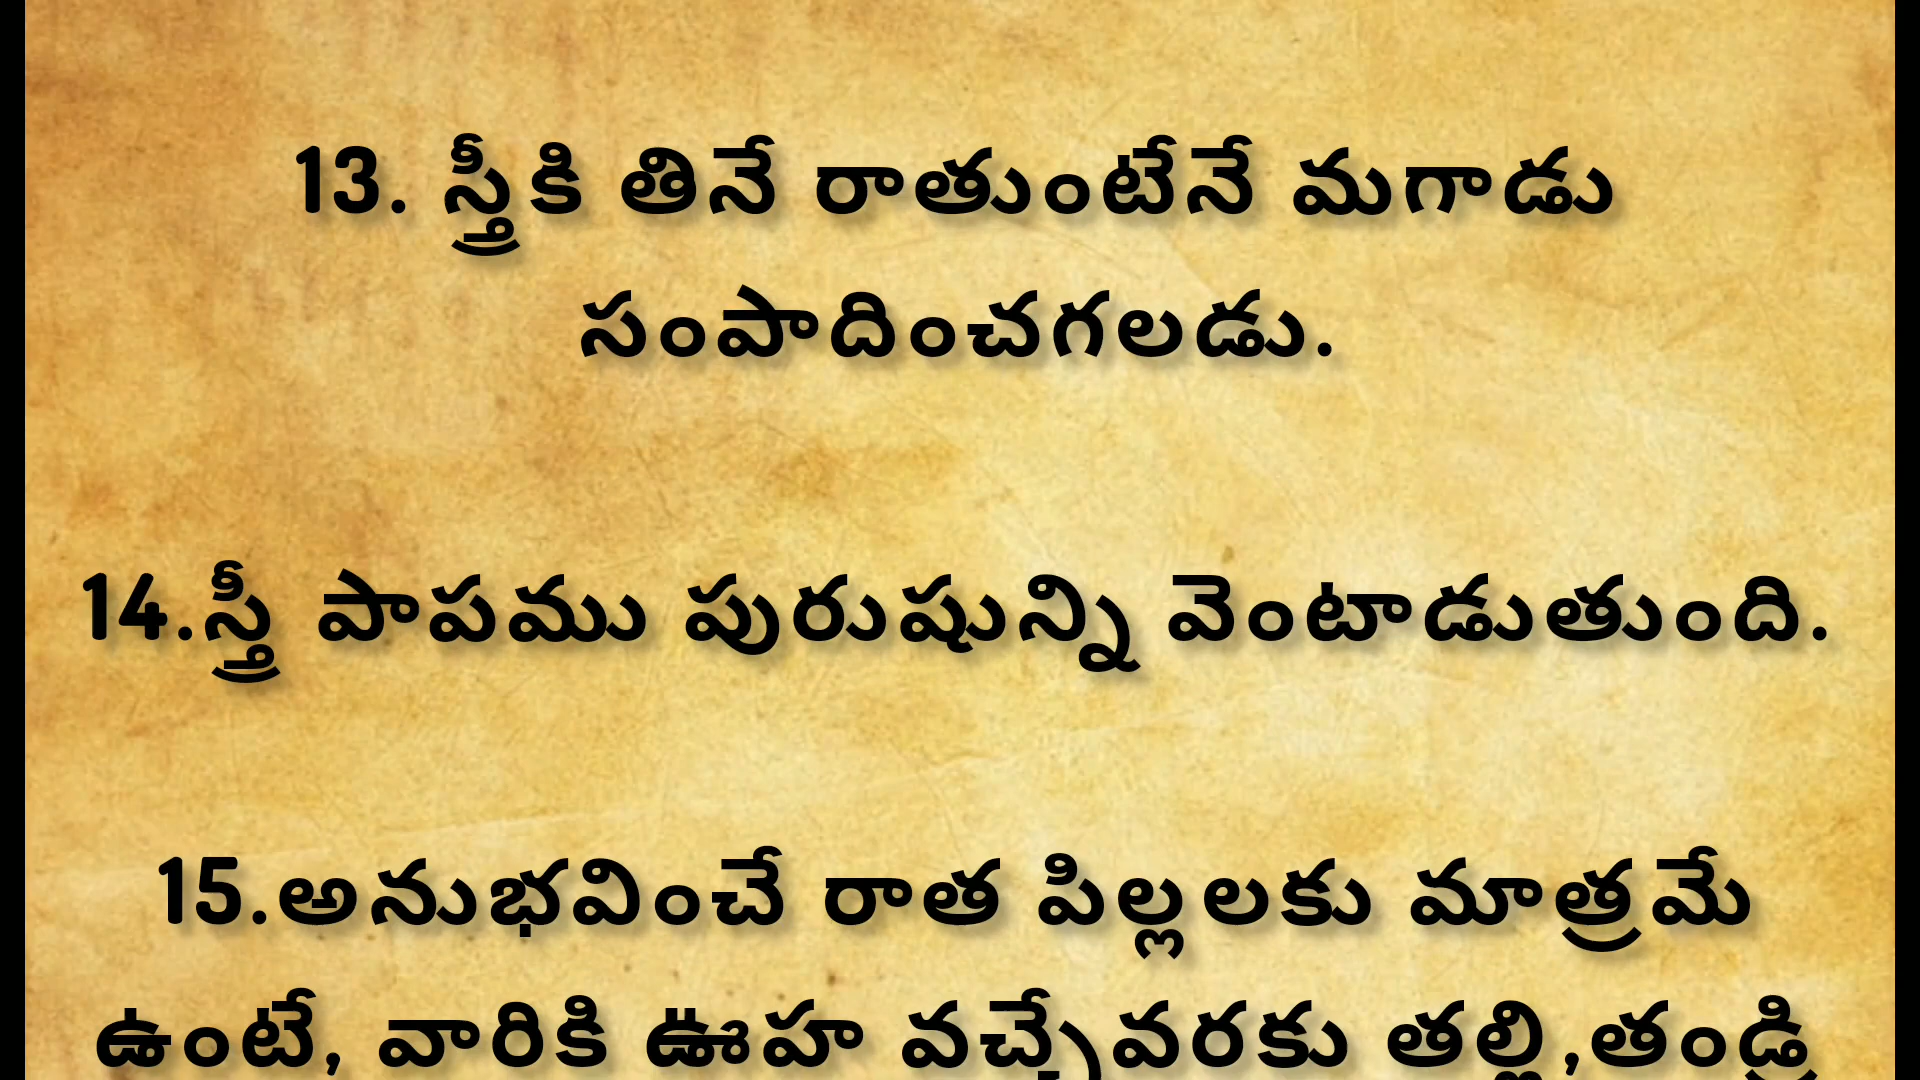 13. స్త్రీకి తినే రాతుంటేనే మగాడు
సంపాదించగలడు.
14.స్త్రీ పాపము పురుషున్ని వెంటాడుతుంది.
15.అనుభవించే రాత పిల్లలకు మాత్రమే
ఉంటే, వారికి ఊహ వచ్చేవరకు తల్లి,తండ్రి